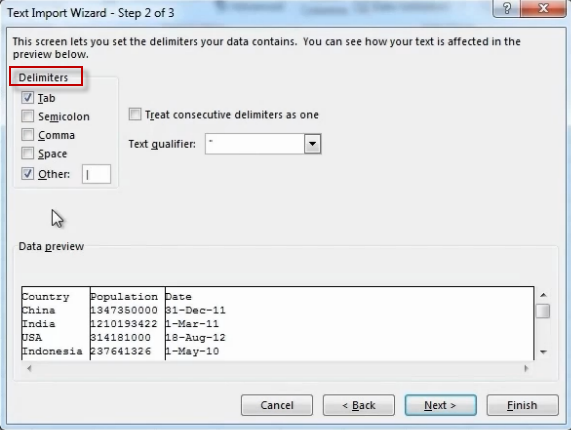 Text Import Wizard - Step 2 of 3
This screen lets you set the delimiters your data contains. You can see how your text is affected in the
preview below.
Delimiters
Tab
Semicolon
Comma
Space
Other: |
Treat consecutive delimiters as one
Text qualifier: "
Data preview
Country Population Date
China 1347350000 31-Dec-11
India 1210193422 1-Mar-11
USA 314181000 18-Aug-12
Indonesia 237641326 1-May-10
Cancel < Back Next > Finish